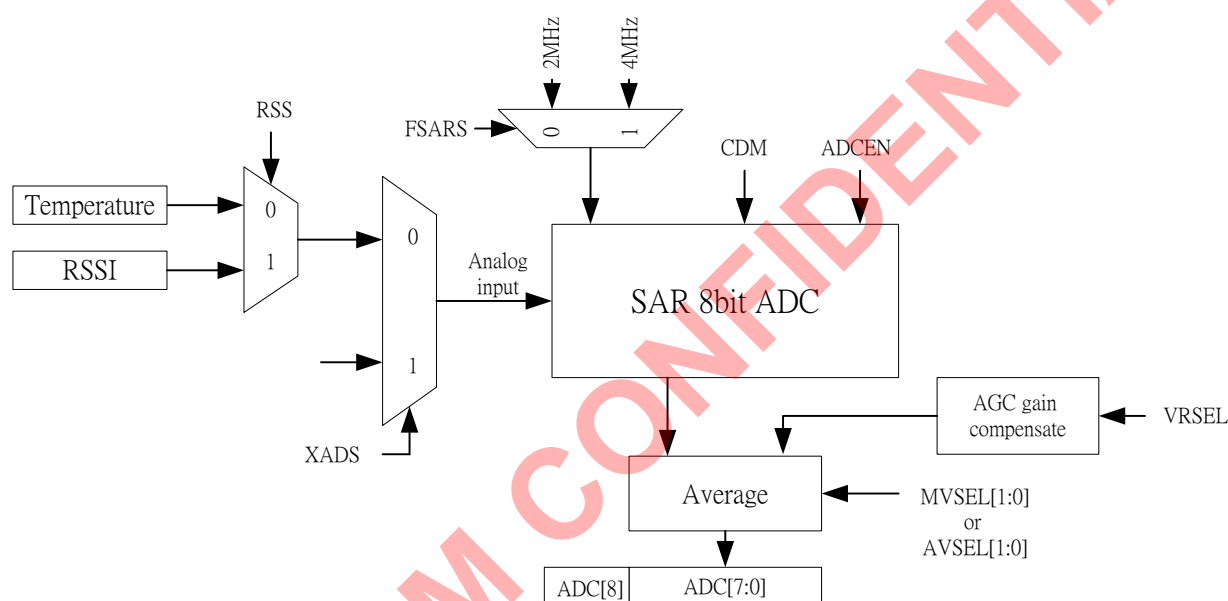 2MHz
4MHz
RSS
FSARS
0
1
CDM
ADCEN
Temperature
0
0
RSSI
1
Analog
input
SAR 8bit ADC
1
AGC gain
compensate
VRSEL
XADS
Average
MVSEL[1:0]
or
AVSEL[1:0]
ADC[8]
ADC[7:0]
M CONFIDENTIA